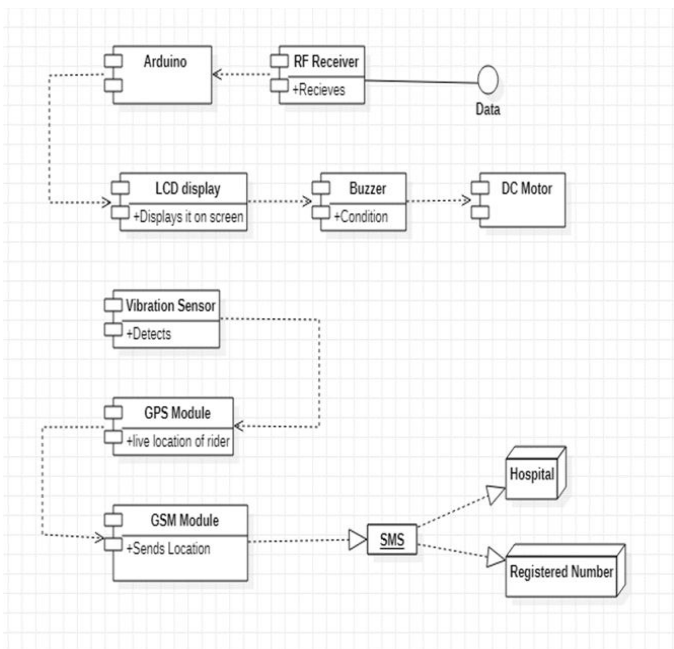 Arduino
RF Receiver
+Recieves
Data
LCD display
+Displays it on screen
Buzzer
+Condition
DC Motor
Vibration Sensor
+Detects
GPS Module
+live location of rider
GSM Module
+Sends Location
SMS
Hospital
Registered Number